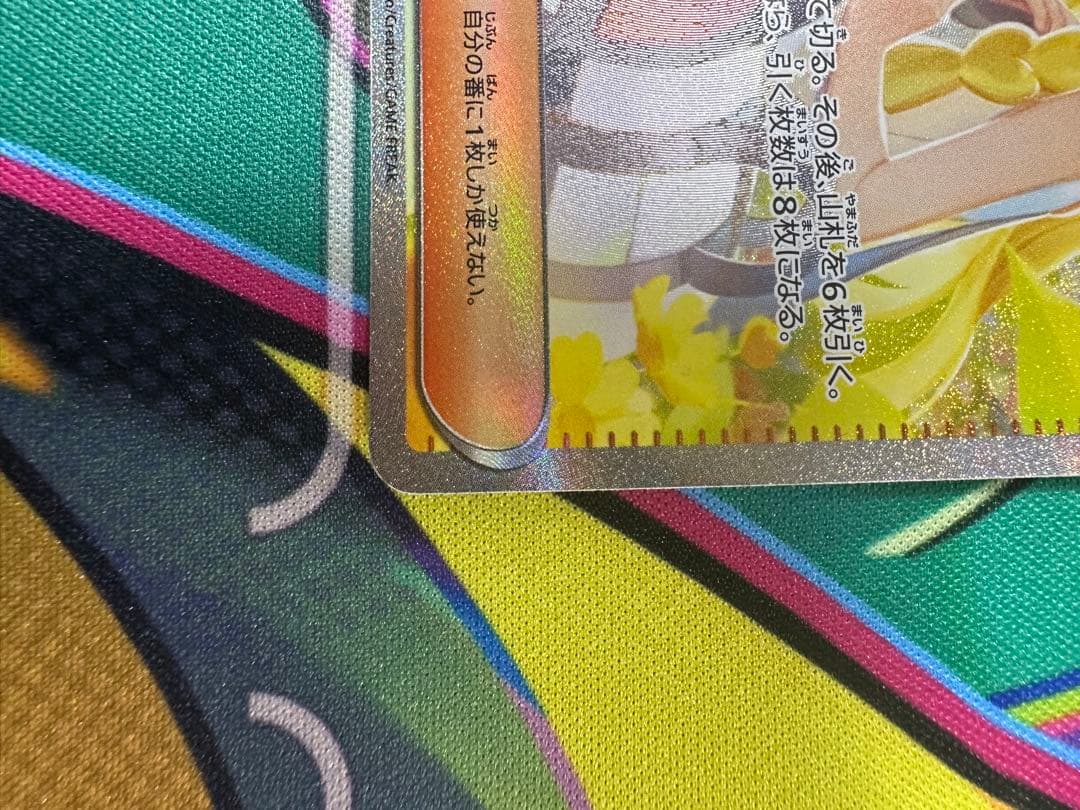 て切る。その後、山札を6枚引く。
ら、引く枚数は8枚になる。
自分の番に1枚しか使えない。
Creatures/GAME FREAK.